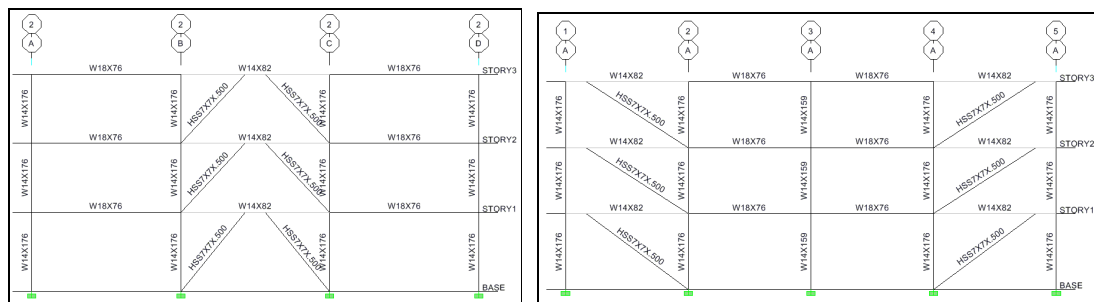 2 2 2 2
A B C D
W18X76 W14X82 W18X76 STORY3
W14X176 W14X176 HSS7X7X.500 HSS7X7X.500 W14X176 W14X176
W18X76 W14X82 W18X76 STORY2
W14X176 W14X176 HSS7X7X.500 HSS7X7X.500 W14X176 W14X176
W18X76 W14X82 W18X76 STORY1
W14X176 W14X176 HSS7X7X.500 HSS7X7X.500 W14X176 W14X176
BASE
1 2 3 4 5
A A A A A
W14X82 W18X76 W18X76 W14X82 STORY3
W14X176 HSS7X7X.500 W14X176 W14X159 W14X176 HSS7X7X.500 W14X176
W14X82 W18X76 W18X76 W14X82 STORY2
W14X176 HSS7X7X.500 W14X176 W14X159 W14X176 HSS7X7X.500 W14X176
W14X82 W18X76 W18X76 W14X82 STORY1
W14X176 HSS7X7X.500 W14X176 W14X159 W14X176 HSS7X7X.500 W14X176
BASE